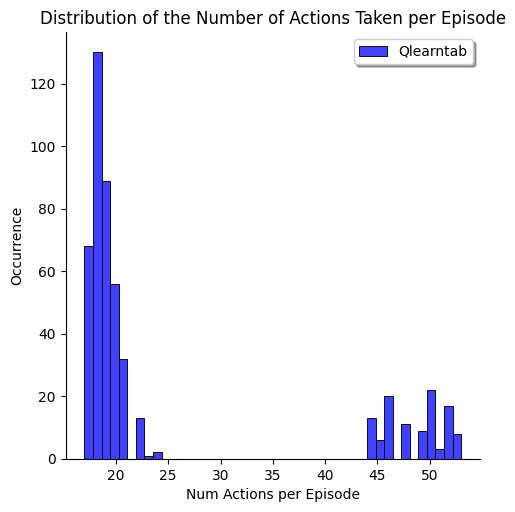 Distribution of the Number of Actions Taken per Episode
Qlearntab
Occurrence
120
100
80
60
40
20
0
20 25 30 35 40 45 50
Num Actions per Episode